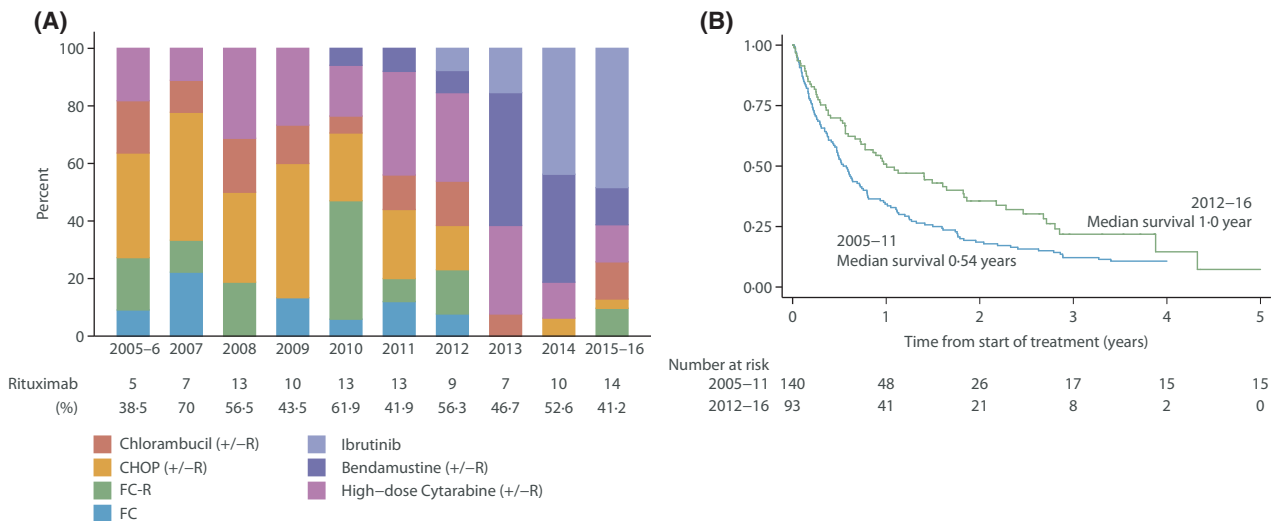 (A)
100
80
60
40
20
0
Percent
2005–6 2007 2008 2009 2010 2011 2012 2013 2014 2015–16
Rituximab 5 7 13 10 13 13 9 7 10 14
(%) 38·5 70 56·5 43·5 61·9 41·9 56·3 46·7 52·6 41·2
Chlorambucil (+/−R)
CHOP (+/−R)
FC-R
FC
Ibrutinib
Bendamustine (+/−R)
High−dose Cytarabine (+/−R)
(B)
1·00
0·75
0·50
0·25
0·00
2012−16
Median survival 1·0 year
2005−11
Median survival 0·54 years
0 1 2 3 4 5
Time from start of treatment (years)
Number at risk
2005−11 140 48 26 17 15 15
2012−16 93 41 21 8 2 0